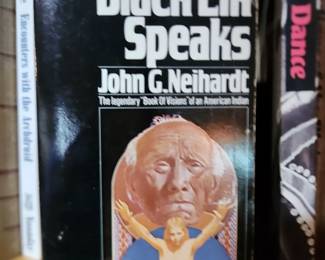 Black Elk
Speaks
John G. Neihardt
The legendary "Book Of Visions" of an American Indian
Encounters with the Archdruid
Dance